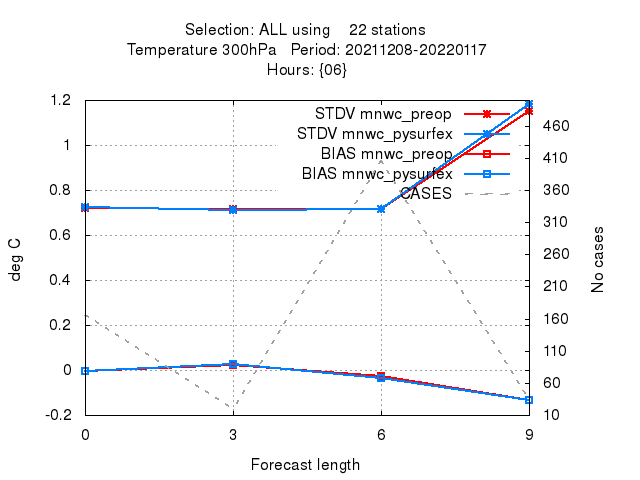 Selection: ALL using 22 stations
Temperature 300hPa Period: 20211208-20220117
Hours: {06}
STDV mnwc_preop
STDV mnwc_pysurfex
BIAS mnwc_preop
BIAS mnwc_pysurfex
CASES
1.2
1
0.8
0.6
0.4
0.2
0
-0.2
deg C
460
410
360
310
260
210
160
110
60
10
No cases
0 3 6 9
Forecast length